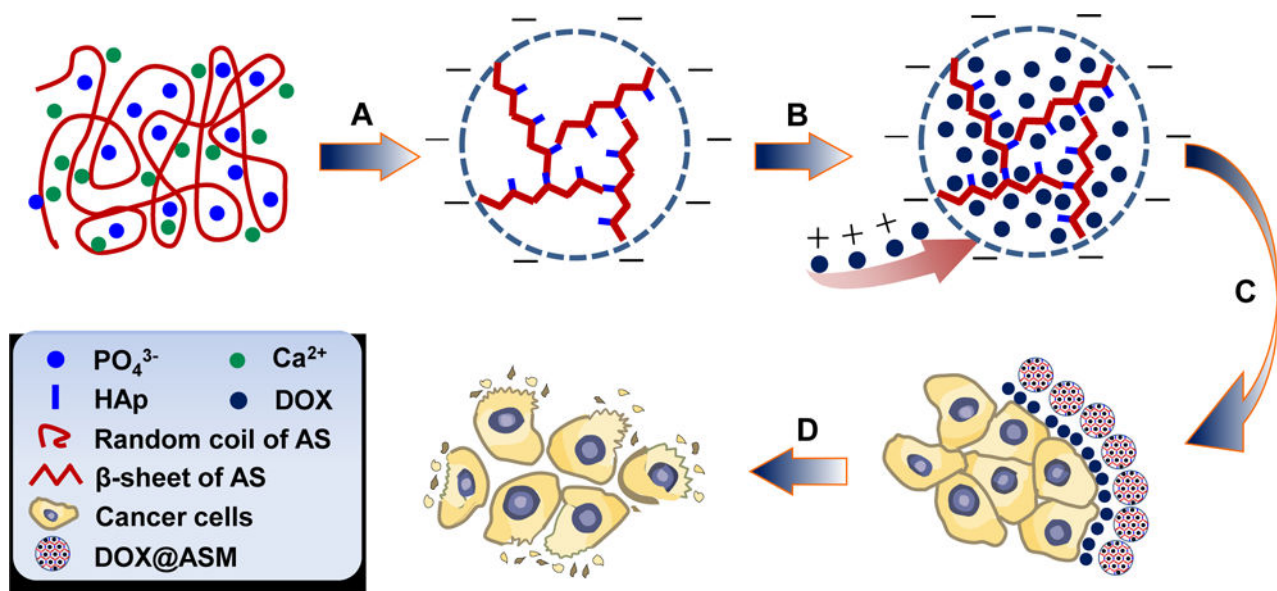 A
B
+ + +
C
D
PO₄³⁻
Ca²⁺
HAp
DOX
Random coil of AS
β-sheet of AS
Cancer cells
DOX@ASM